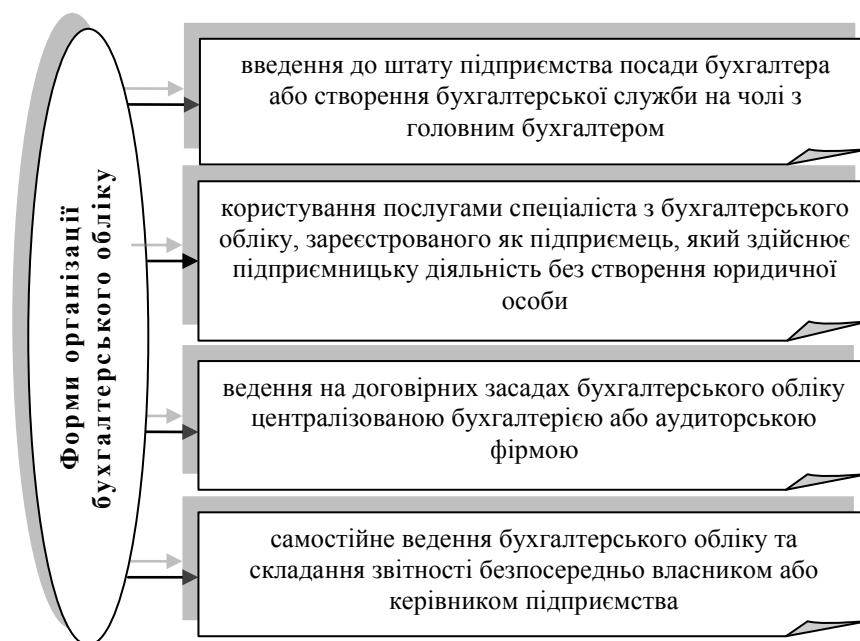 Форми організації
бухгалтерського обліку
введення до штату підприємства посади бухгалтера
або створення бухгалтерської служби на чолі з
головним бухгалтером
користування послугами спеціаліста з бухгалтерського
обліку, зареєстрованого як підприємець, який здійснює
підприємницьку діяльність без створення юридичної
особи
ведення на договірних засадах бухгалтерського обліку
централізованою бухгалтерією або аудиторською
фірмою
самостійне ведення бухгалтерського обліку та
складання звітності безпосередньо власником або
керівником підприємства